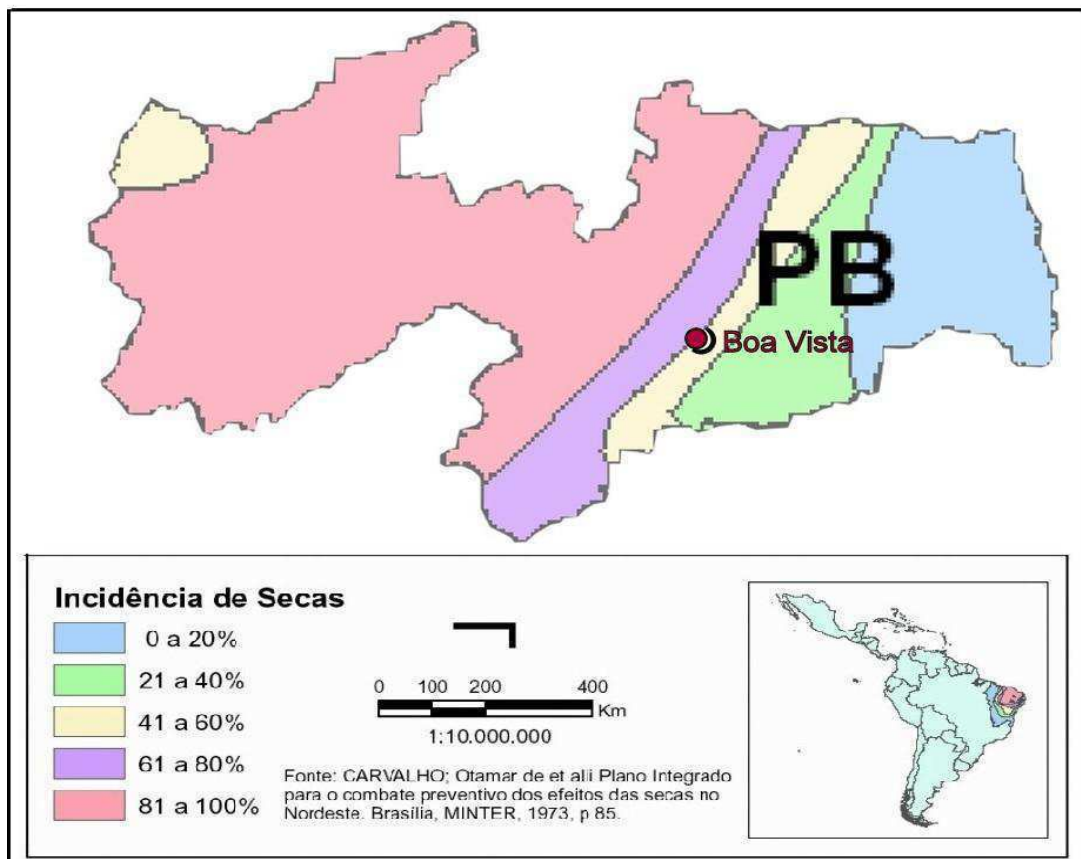 PB
Boa Vista
Incidência de Secas
0 a 20%
21 a 40%
41 a 60%
61 a 80%
81 a 100%
0 100 200 400
Km
1:10.000.000
Fonte: CARVALHO; Otamar de et alii Plano Integrado
para o combate preventivo dos efeitos das secas no
Nordeste. Brasília, MINTER, 1973, p 85.